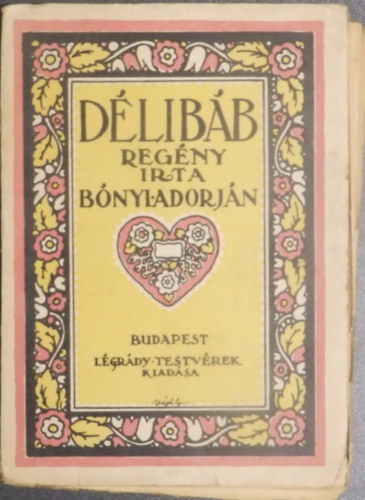 DÉLIBÁB
REGÉNY
IRTA
BÓNYI·ADORJÁN
BUDAPEST
LÉGRÁDY·TESTVÉREK
KIADÁSA